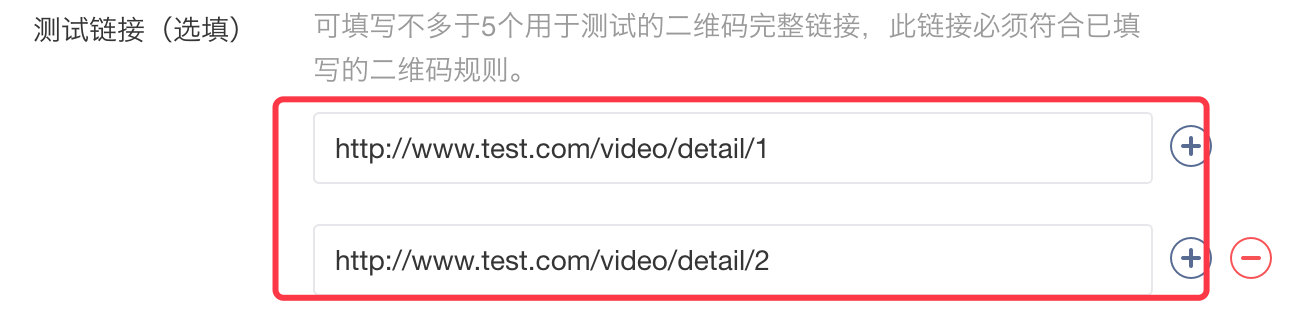 测试链接（选填）
可填写不多于5个用于测试的二维码完整链接，此链接必须符合已填
写的二维码规则。
http://www.test.com/video/detail/1
http://www.test.com/video/detail/2